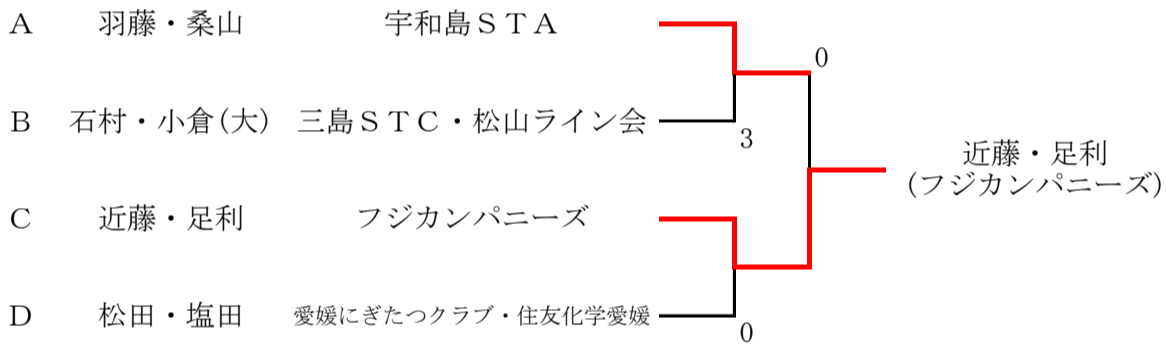 A 羽藤・桑山 宇和島ＳＴＡ
0
B 石村・小倉(大) 三島ＳＴＣ・松山ライン会
3
近藤・足利
(フジカンパニーズ)
C 近藤・足利 フジカンパニーズ
D 松田・塩田 愛媛にぎたつクラブ・住友化学愛媛
0